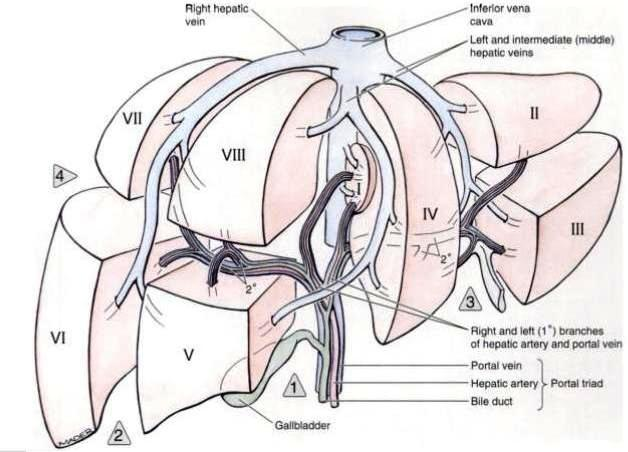 Right hepatic
vein
Inferior vena
cava
Left and intermediate (middle)
hepatic veins
VII
II
VIII
4
I
IV
III
2°
2°
3
VI
V
Right and left (1°) branches
of hepatic artery and portal vein
1
Portal vein
Hepatic artery
Portal triad
Bile duct
Gallbladder
2